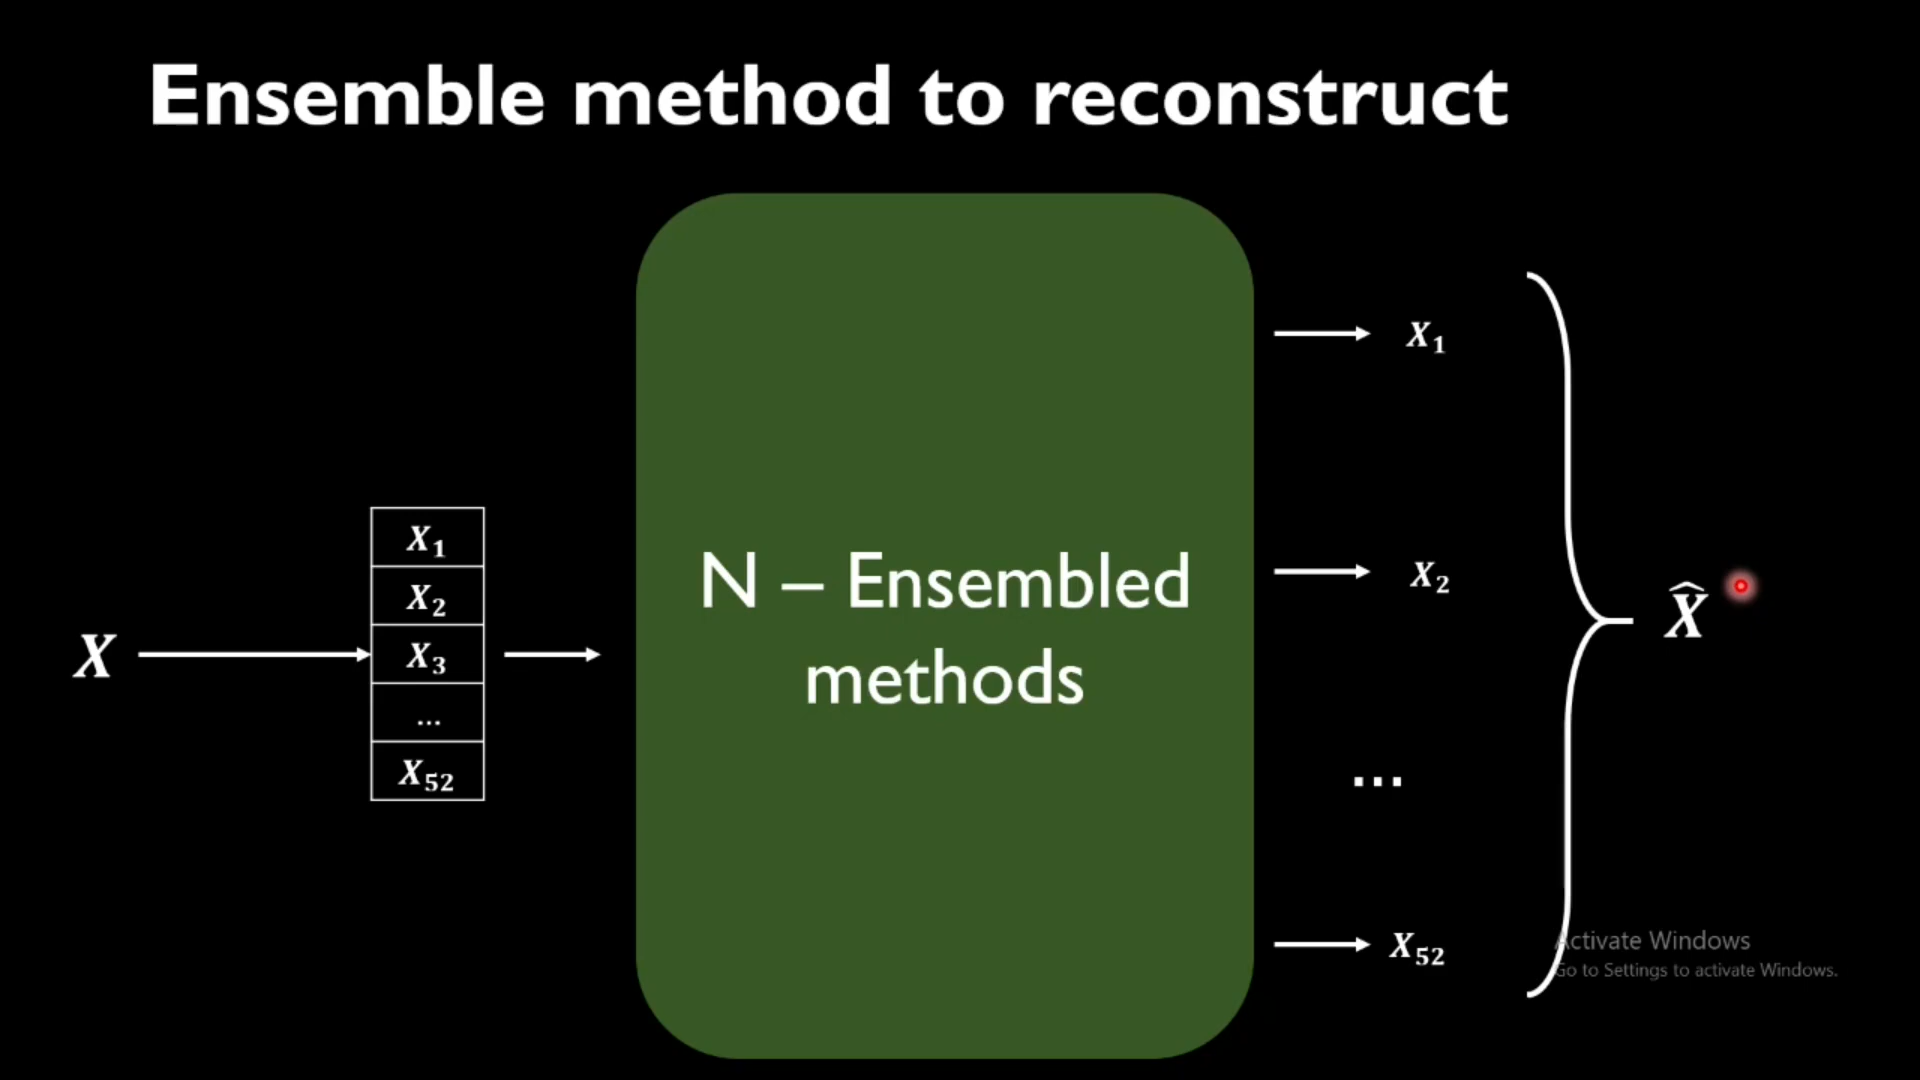 Ensemble method to reconstruct
X
X₁
X₂
X₃
...
X₅₂
N – Ensembled
methods
X₁
X₂
...
X₅₂
X̂
Activate Windows
Go to Settings to activate Windows.